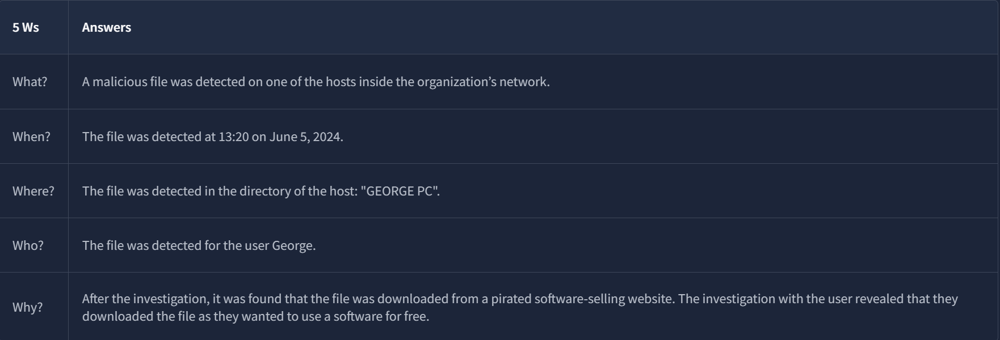 5 Ws Answers
What? A malicious file was detected on one of the hosts inside the organization’s network.
When? The file was detected at 13:20 on June 5, 2024.
Where? The file was detected in the directory of the host: "GEORGE PC".
Who? The file was detected for the user George.
Why? After the investigation, it was found that the file was downloaded from a pirated software-selling website. The investigation with the user revealed that they
downloaded the file as they wanted to use a software for free.